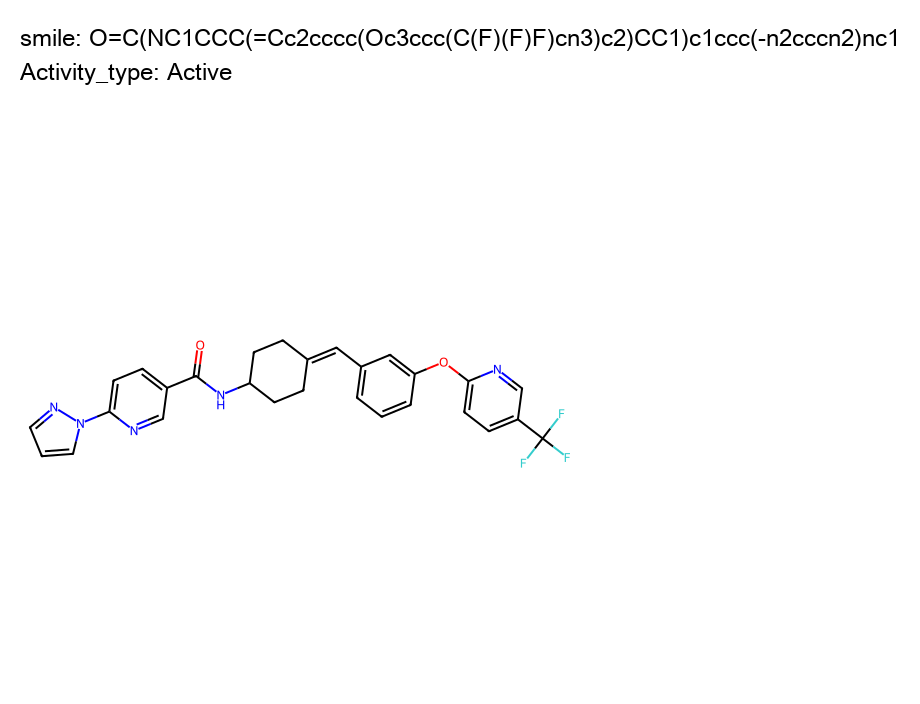 smile: O=C(NC1CCC(=Cc2cccc(Oc3ccc(C(F)(F)F)cn3)c2)CC1)c1ccc(-n2cccn2)nc1
Activity_type: Active
O
N
F
N
N
H
O
N
N
F
F